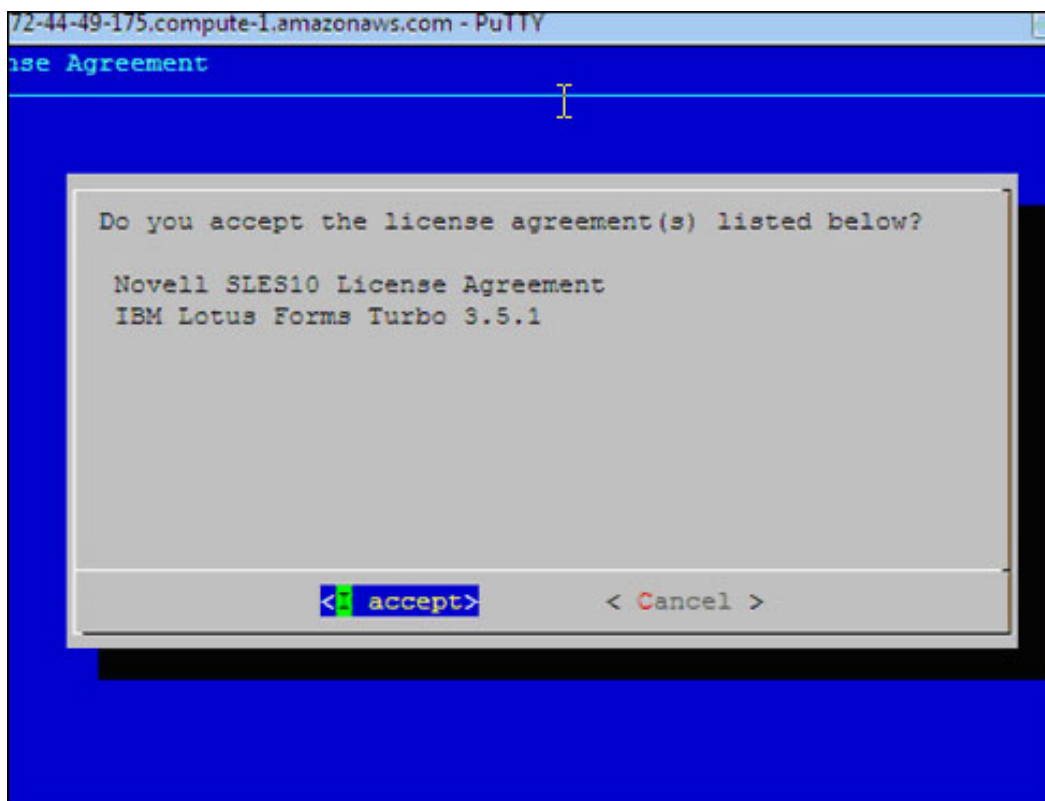 72-44-49-175.compute-1.amazonaws.com - PuTTY
nse Agreement
Do you accept the license agreement(s) listed below?
Novell SLES10 License Agreement
IBM Lotus Forms Turbo 3.5.1
<I accept> < Cancel >